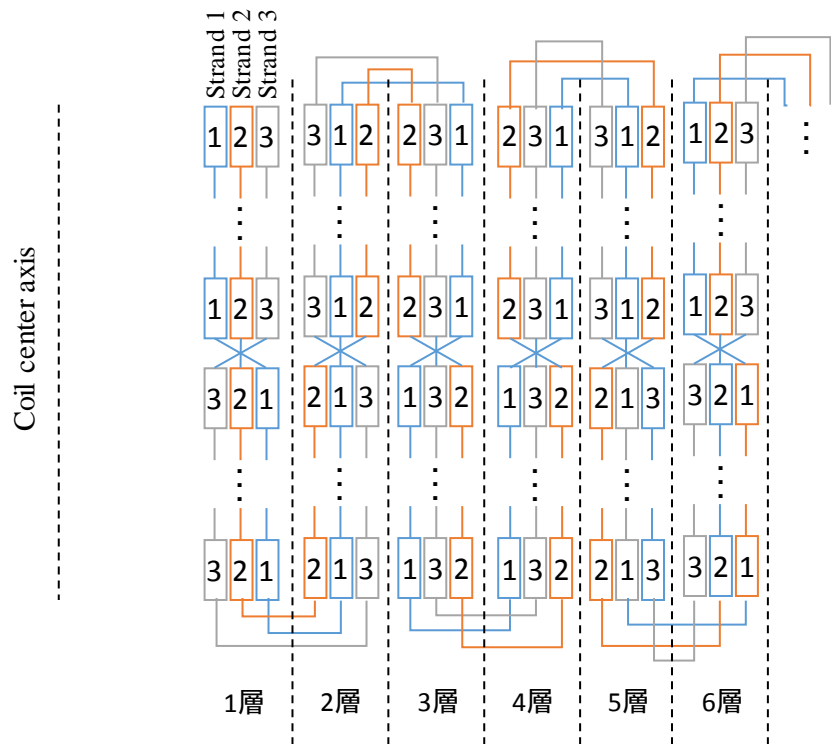 Strand 1
Strand 2
Strand 3
Coil center axis
1 2 3 3 1 2 2 3 1 2 3 1 3 1 2 1 2 3
⋮ ⋮ ⋮ ⋮ ⋮ ⋮ ⋮
1 2 3 3 1 2 2 3 1 2 3 1 3 1 2 1 2 3
3 2 1 2 1 3 1 3 2 1 3 2 2 1 3 3 2 1
⋮ ⋮ ⋮ ⋮ ⋮ ⋮
3 2 1 2 1 3 1 3 2 1 3 2 2 1 3 3 2 1
1層 2層 3層 4層 5層 6層